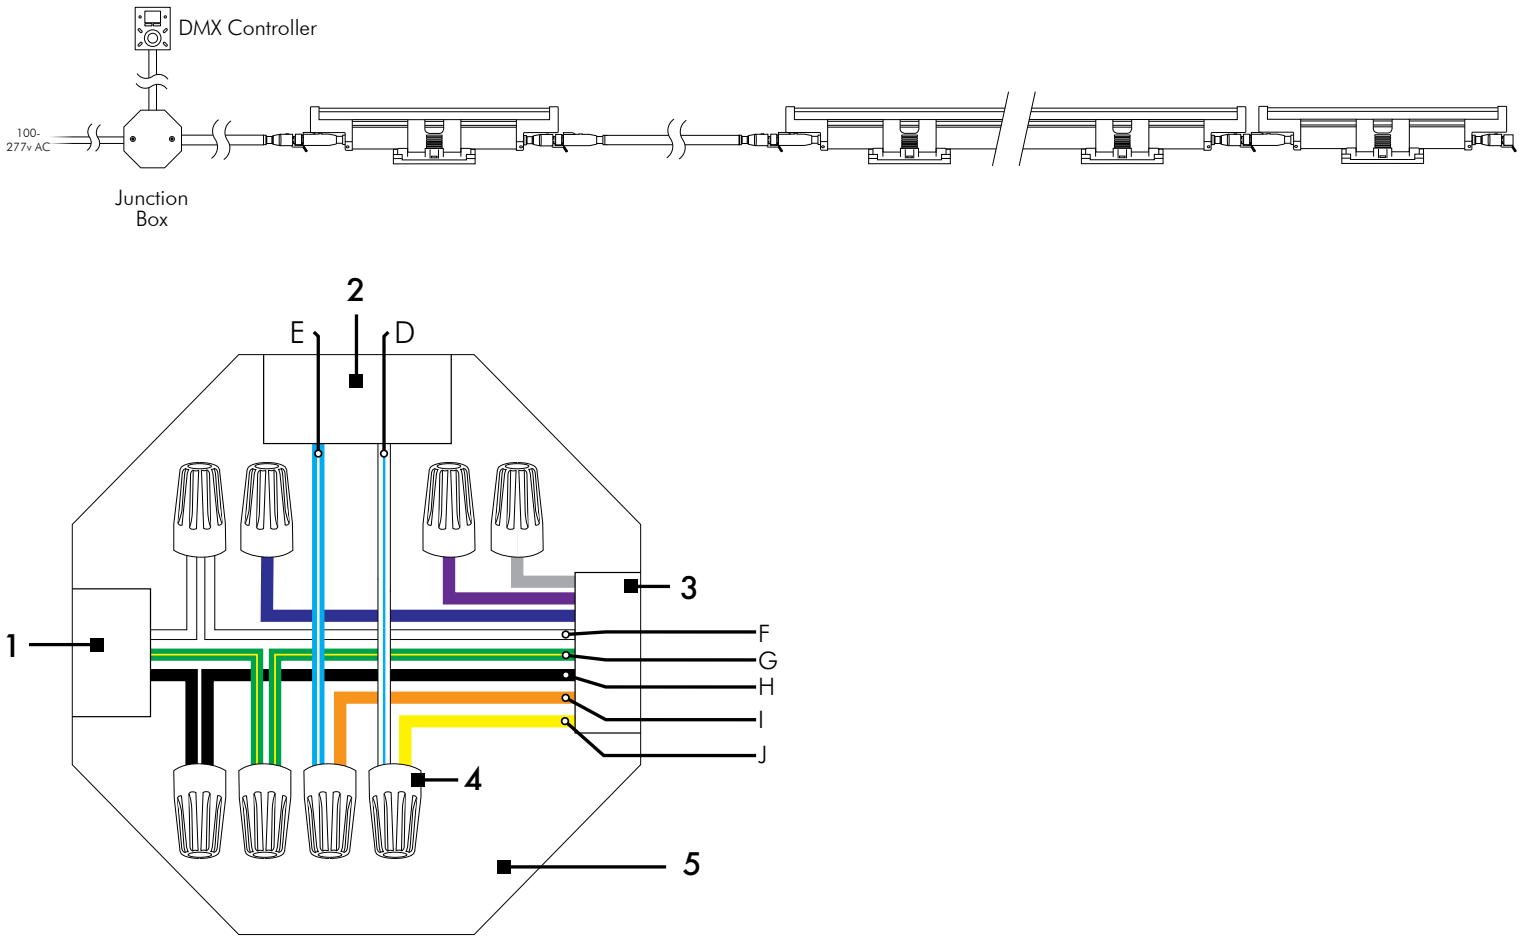 DMX Controller
100-
277v AC
Junction
Box
2
E
D
3
1
F
G
H
I
J
4
5